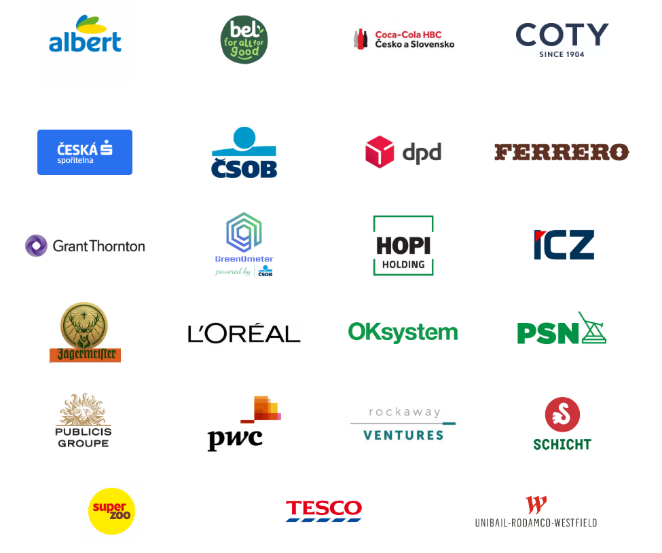 albert
bel
for all for
good
Coca-Cola HBC
Česko a Slovensko
COTY
SINCE 1904
ČESKÁ
spořitelna
ČSOB
dpd
FERRERO
Grant Thornton
GreenOmeter
powered by ČSOB
HOPI
HOLDING
ICZ
Jägermeister
L'ORÉAL
OKsystem
PSN
PUBLICIS
GROUPE
pwc
rockaway
VENTURES
SCHICHT
super
zoo
TESCO
UNIBAIL-RODAMCO-WESTFIELD